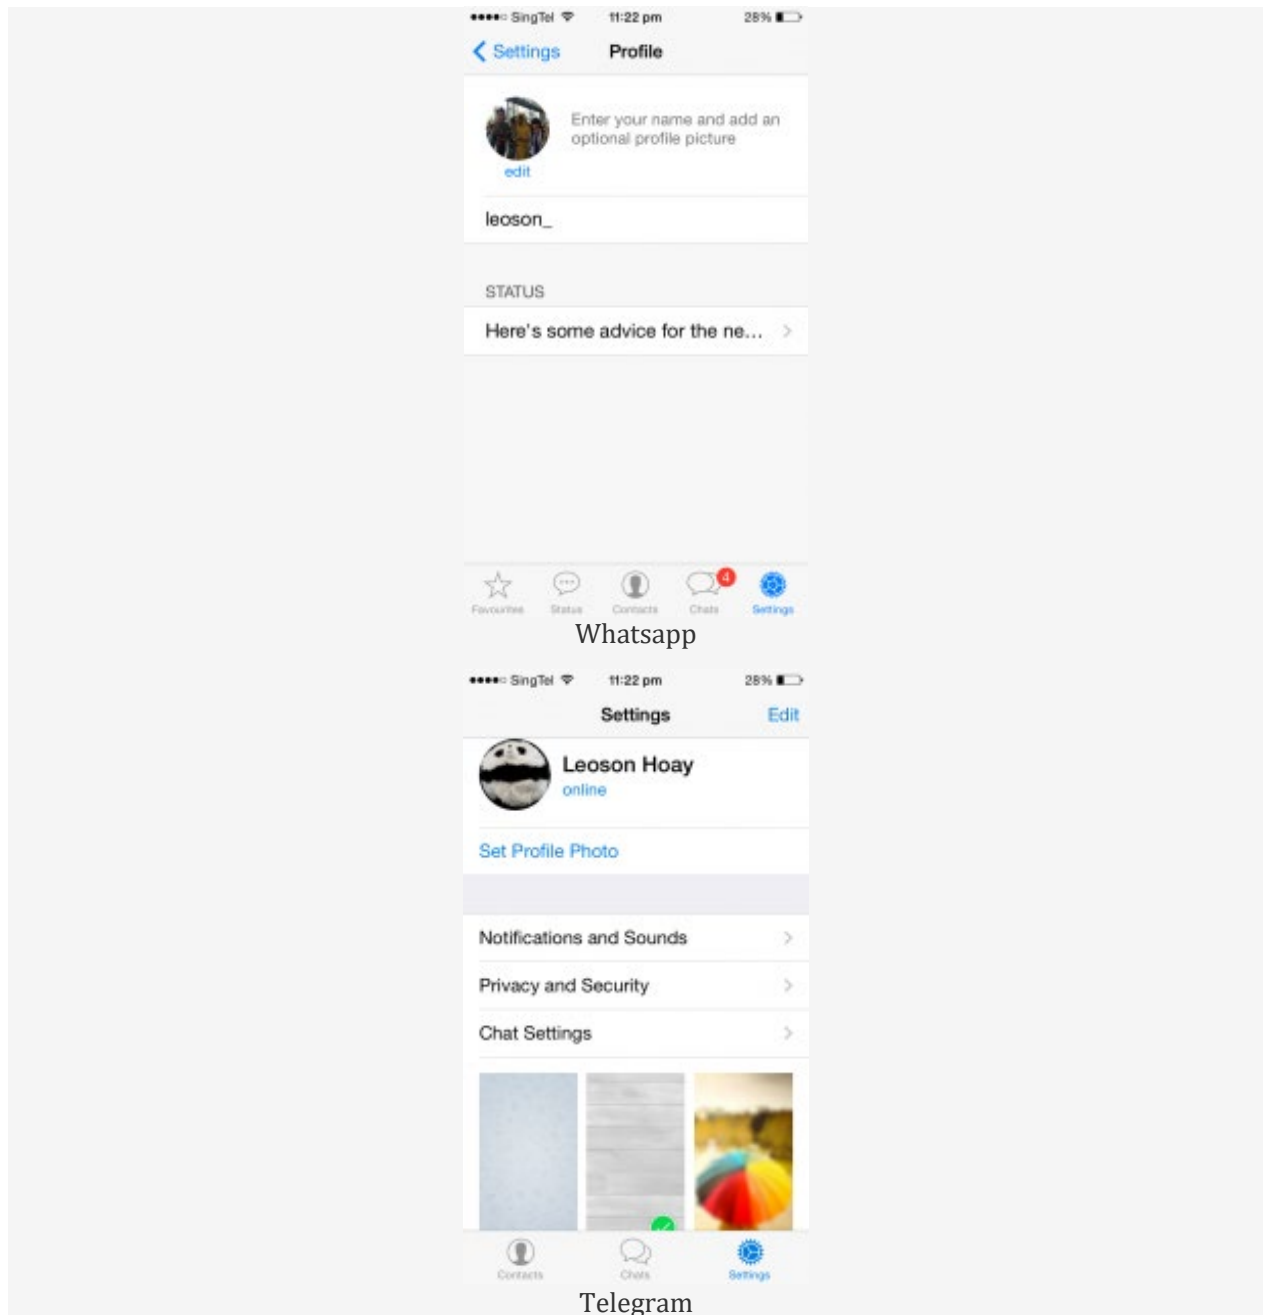 SingTel 11:22 pm 28%
Settings Profile
Enter your name and add an
optional profile picture
edit
leoson_
STATUS
Here's some advice for the ne...
4
Favourites Status Contacts Chats Settings
Whatsapp
SingTel 11:22 pm 28%
Settings Edit
Leoson Hoay
online
Set Profile Photo
Notifications and Sounds
Privacy and Security
Chat Settings
Contacts Chats Settings
Telegram